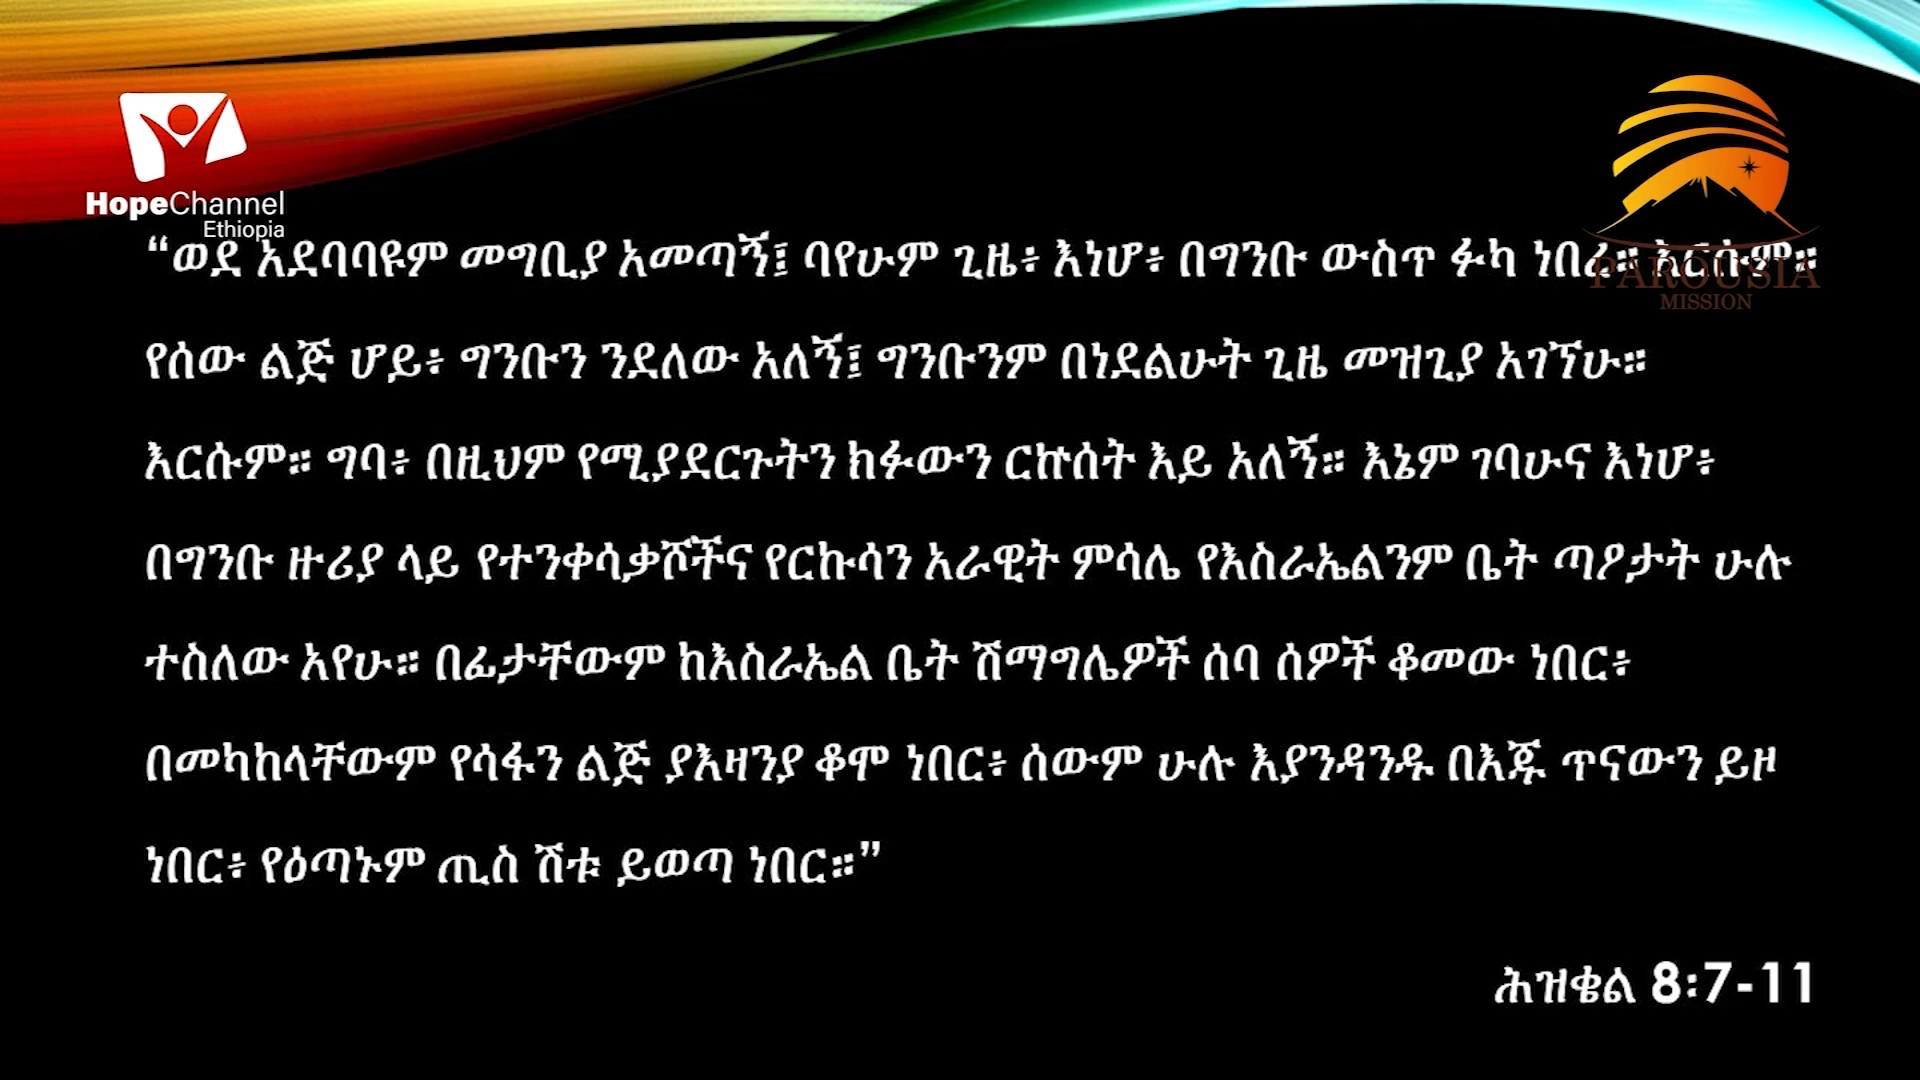 HopeChannel
Ethiopia
“ወደ አደባባዩም መግቢያ አመጣኝ፤ ባየሁም ጊዜ፥ እነሆ፥ በግንቡ ውስጥ ፉካ ነበረ። እርሱም።
PAROUSIA
MISSION
የሰው ልጅ ሆይ፥ ግንቡን ንደለው አለኝ፤ ግንቡንም በነደልሁት ጊዜ መዝጊያ አገኘሁ።
እርሱም። ግባ፥ በዚህም የሚያደርጉትን ክፉውን ርኵሰት እይ አለኝ። እኔም ገባሁና እነሆ፥
በግንቡ ዙሪያ ላይ የተንቀሳቃሾችና የርኩሳን አራዊት ምሳሌ የእስራኤልንም ቤት ጣዖታት ሁሉ
ተስለው አየሁ። በፊታቸውም ከእስራኤል ቤት ሽማግሌዎች ሰባ ሰዎች ቆመው ነበር፥
በመካከላቸውም የሳፋን ልጅ ያእዛንያ ቆሞ ነበር፥ ሰውም ሁሉ እያንዳንዱ በእጁ ጥናውን ይዞ
ነበር፥ የዕጣኑም ጢስ ሽቱ ይወጣ ነበር።”
ሕዝቄል 8፡7-11